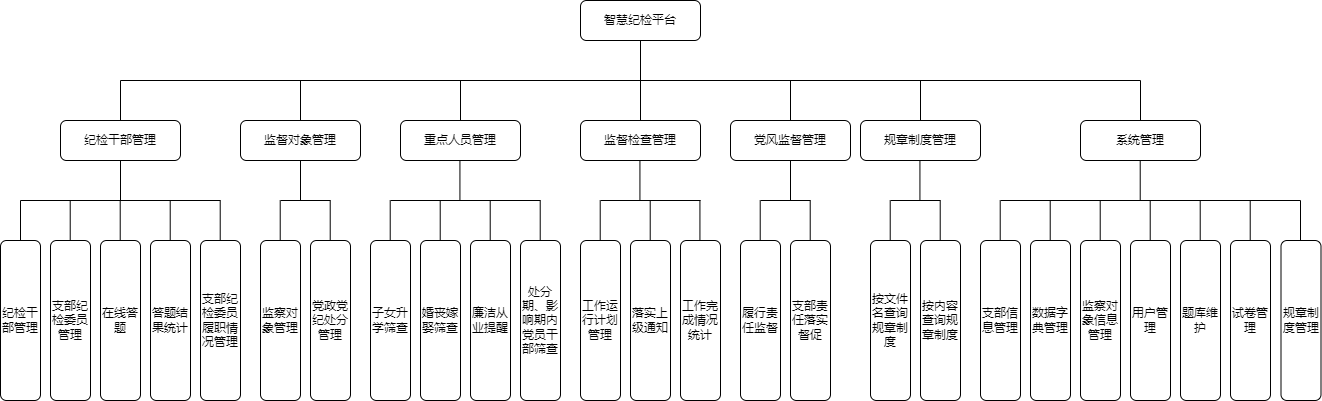 智慧纪检平台
纪检干部管理
监督对象管理
重点人员管理
监督检查管理
党风监督管理
规章制度管理
系统管理
纪检干
部管理
支部纪
检委员
管理
在线答
题
答题结
果统计
支部纪
检委员
履职情
况管理
监察对
象管理
党政党
纪处分
管理
子女升
学筛查
婚丧嫁
娶筛查
廉洁从
业提醒
处分
期、影
响期内
党员干
部筛查
工作运
行计划
管理
落实上
级通知
工作完
成情况
统计
履行责
任监督
支部责
任落实
督促
按文件
名查询
规章制
度
按内容
查询规
章制度
支部信
息管理
数据字
典管理
监察对
象信息
管理
用户管
理
题库维
护
试卷管
理
规章制
度管理